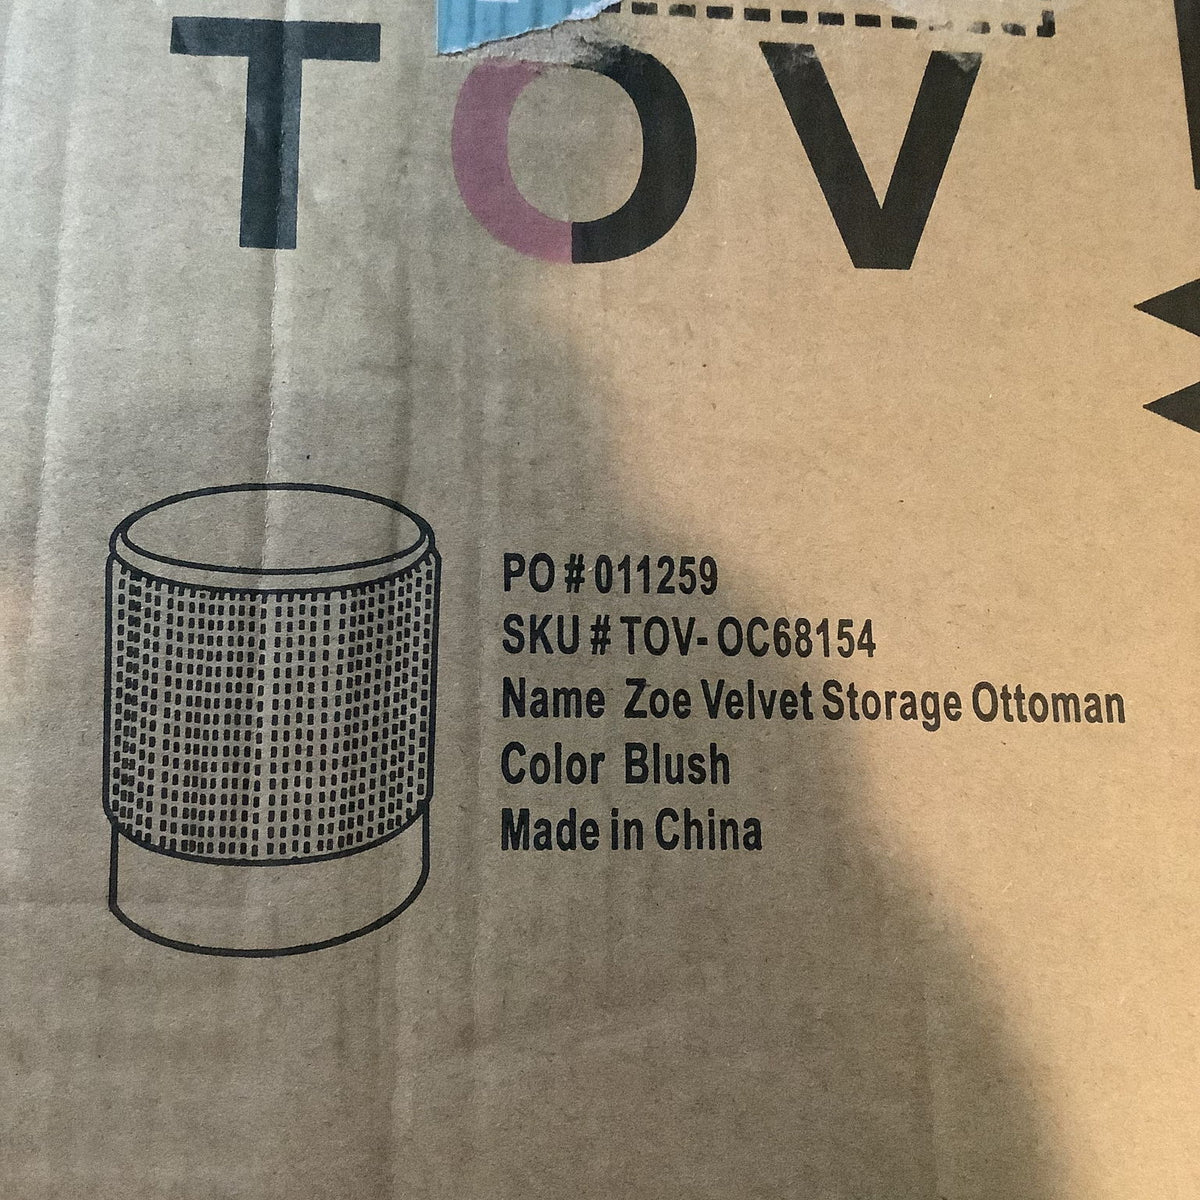 TOV
PO # 011259
SKU # TOV- OC68154
Name Zoe Velvet Storage Ottoman
Color Blush
Made in China